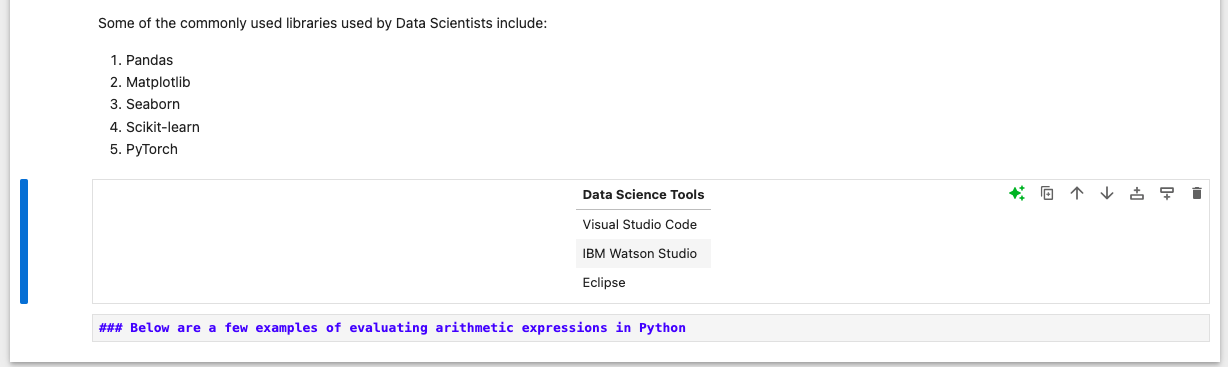 Some of the commonly used libraries used by Data Scientists include:
1. Pandas
2. Matplotlib
3. Seaborn
4. Scikit-learn
5. PyTorch
Data Science Tools
Visual Studio Code
IBM Watson Studio
Eclipse
### Below are a few examples of evaluating arithmetic expressions in Python